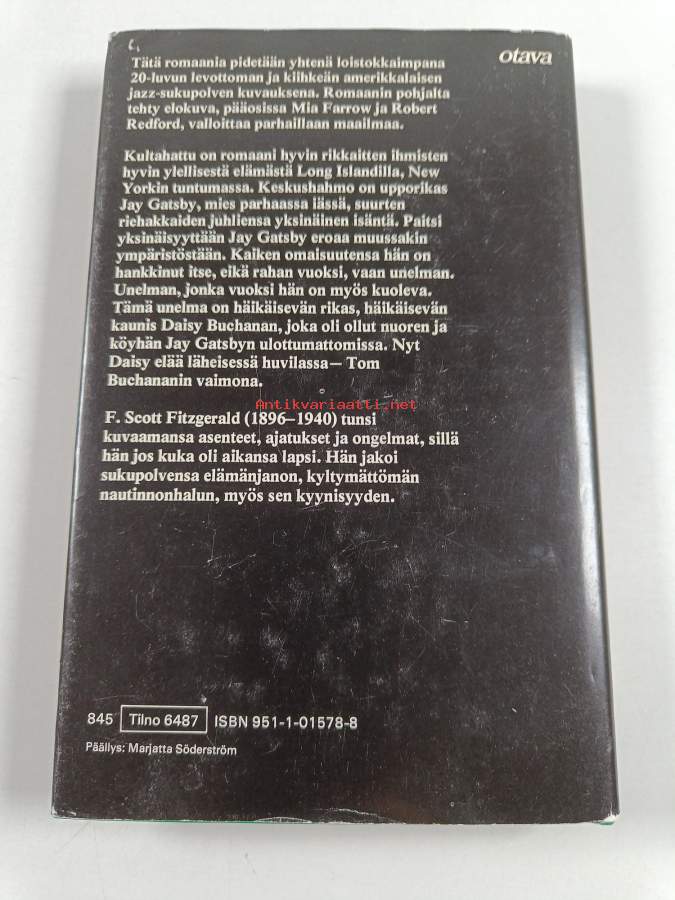 otava
Tätä romaania pidetään yhtenä loistokkaimpana
20-luvun levottoman ja kiihkeän amerikkalaisen
jazz-sukupolven kuvauksena. Romaanin pohjalta
tehty elokuva, pääosissa Mia Farrow ja Robert
Redford, valloittaa parhaillaan maailmaa.
Kultahattu on romaani hyvin rikkaitten ihmisten
hyvin ylellisestä elämästä Long Islandilla, New
Yorkin tuntumassa. Keskushahmo on upporikas
Jay Gatsby, mies parhaassa iässä, suurten
riehakkaiden juhliensa yksinäinen isäntä. Paitsi
yksinäisyyttään Jay Gatsby eroaa muussakin
ympäristöstään. Kaiken omaisuutensa hän on
hankkinut itse, eikä rahan vuoksi, vaan unelman.
Unelman, jonka vuoksi hän on myös kuoleva.
Tämä unelma on häikäisevän rikas, häikäisevän
kaunis Daisy Buchanan, joka oli ollut nuoren ja
köyhän Jay Gatsbyn ulottumattomissa. Nyt
Daisy elää läheisessä huvilassa — Tom
Buchananin vaimona.
Antikvariaatti.net
F. Scott Fitzgerald (1896–1940) tunsi
kuvaamansa asenteet, ajatukset ja ongelmat, sillä
hän jos kuka oli aikansa lapsi. Hän jakoi
sukupolvensa elämänjanon, kyltymättömän
nautinnonhalun, myös sen kyynisyyden.
845 Tilno 6487 ISBN 951-1-01578-8
Päällys: Marjatta Söderström